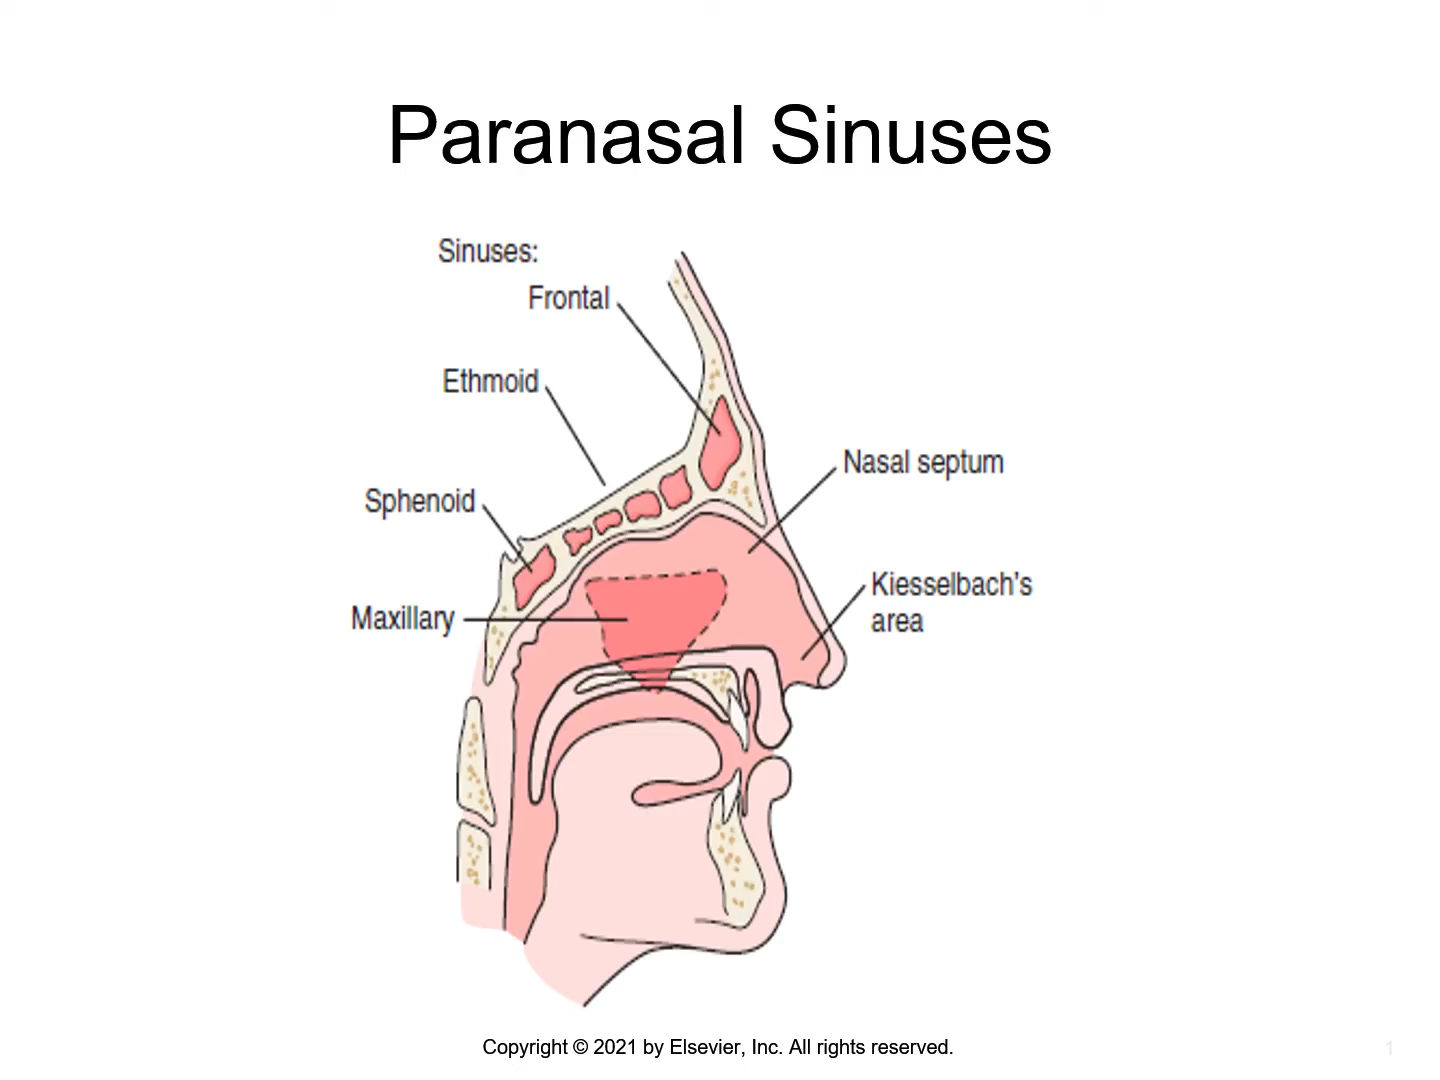 Paranasal Sinuses
Sinuses:
Frontal
Ethmoid
Nasal septum
Sphenoid
Kiesselbach's
area
Maxillary
Copyright © 2021 by Elsevier, Inc. All rights reserved.
1